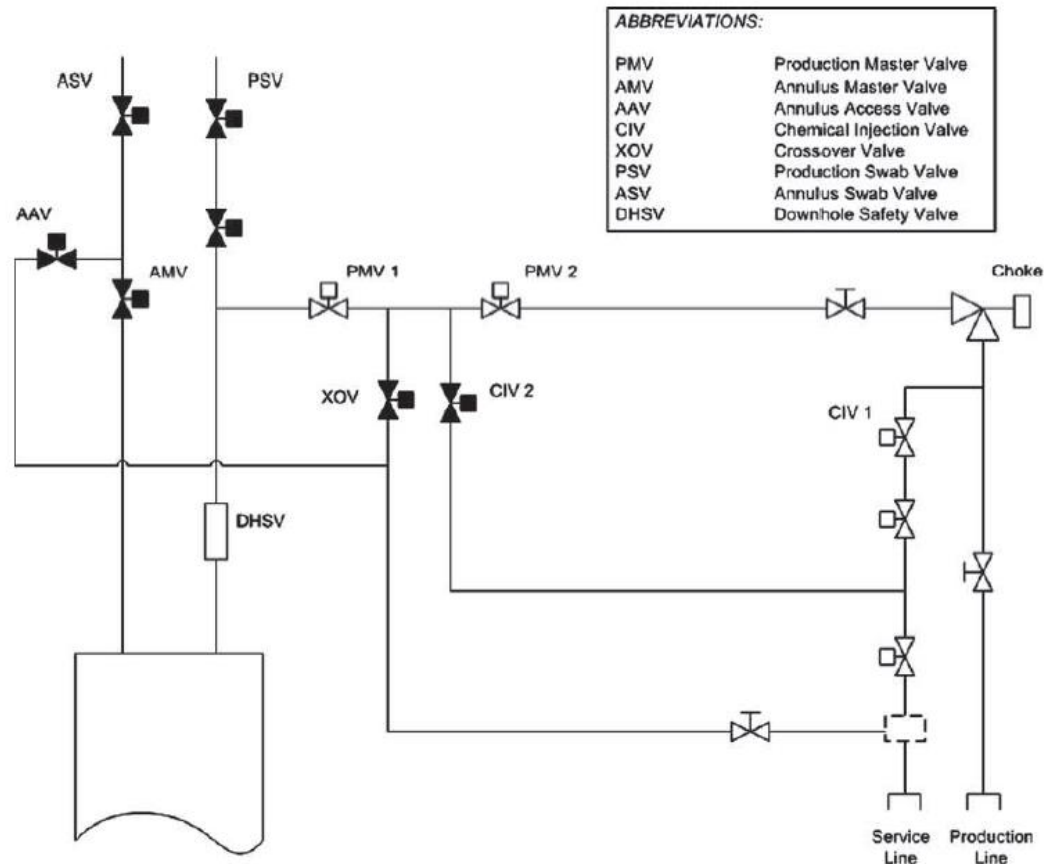 ABBREVIATIONS:
PMV Production Master Valve
AMV Annulus Master Valve
AAV Annulus Access Valve
CIV Chemical Injection Valve
XOV Crossover Valve
PSV Production Swab Valve
ASV Annulus Swab Valve
DHSV Downhole Safety Valve
ASV
PSV
AAV
AMV
PMV 1
PMV 2
Choke
XOV
CIV 2
CIV 1
DHSV
Service
Line
Production
Line